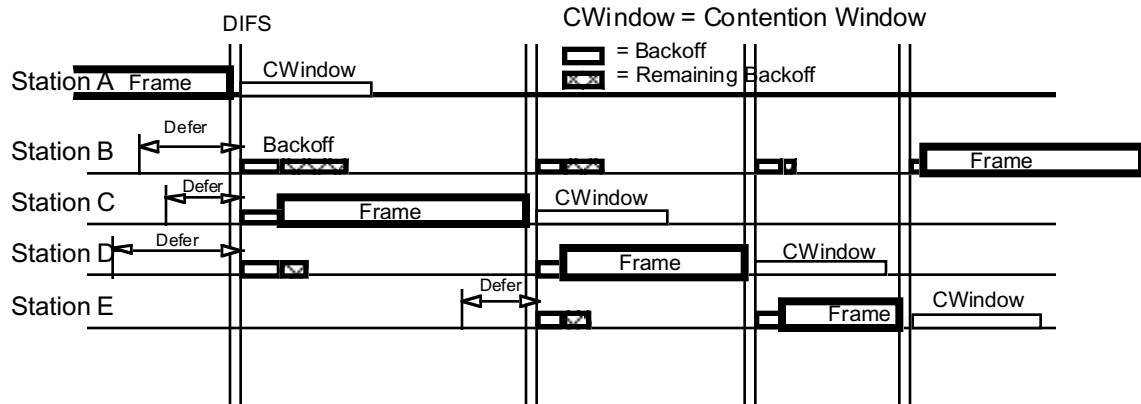 DIFS
CWindow = Contention Window
= Backoff
= Remaining Backoff
Station A
Frame
CWindow
Station B
Defer
Backoff
Frame
Station C
Defer
Frame
CWindow
Station D
Defer
Frame
CWindow
Station E
Defer
Frame
CWindow